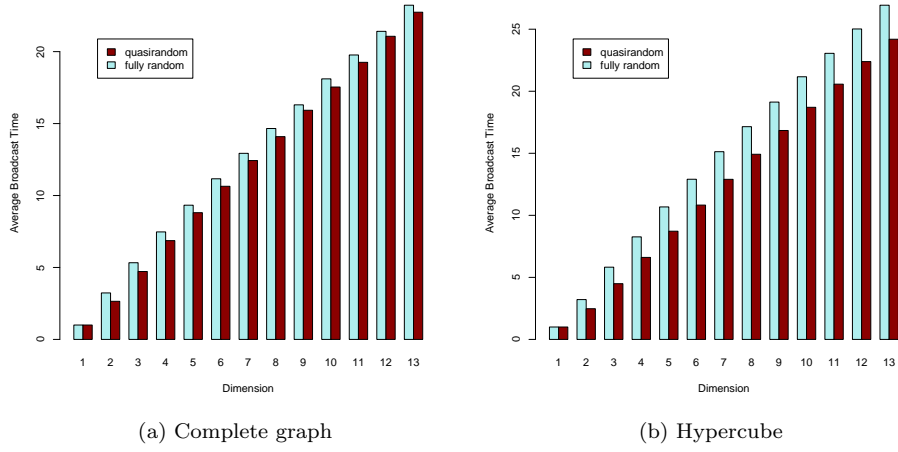 Average Broadcast Time
0
5
10
15
20
quasirandom
fully random
1 2 3 4 5 6 7 8 9 10 11 12 13
Dimension
(a) Complete graph
Average Broadcast Time
0
5
10
15
20
25
quasirandom
fully random
1 2 3 4 5 6 7 8 9 10 11 12 13
Dimension
(b) Hypercube